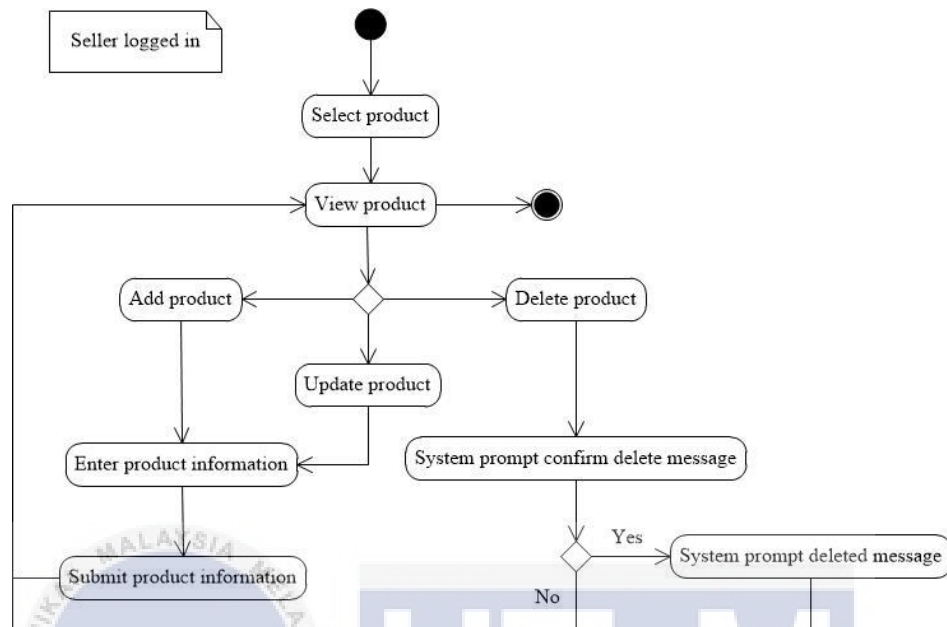 Seller logged in
Select product
View product
Add product
Delete product
Update product
Enter product information
System prompt confirm delete message
Yes
System prompt deleted message
Submit product information
No
MALAYSIA